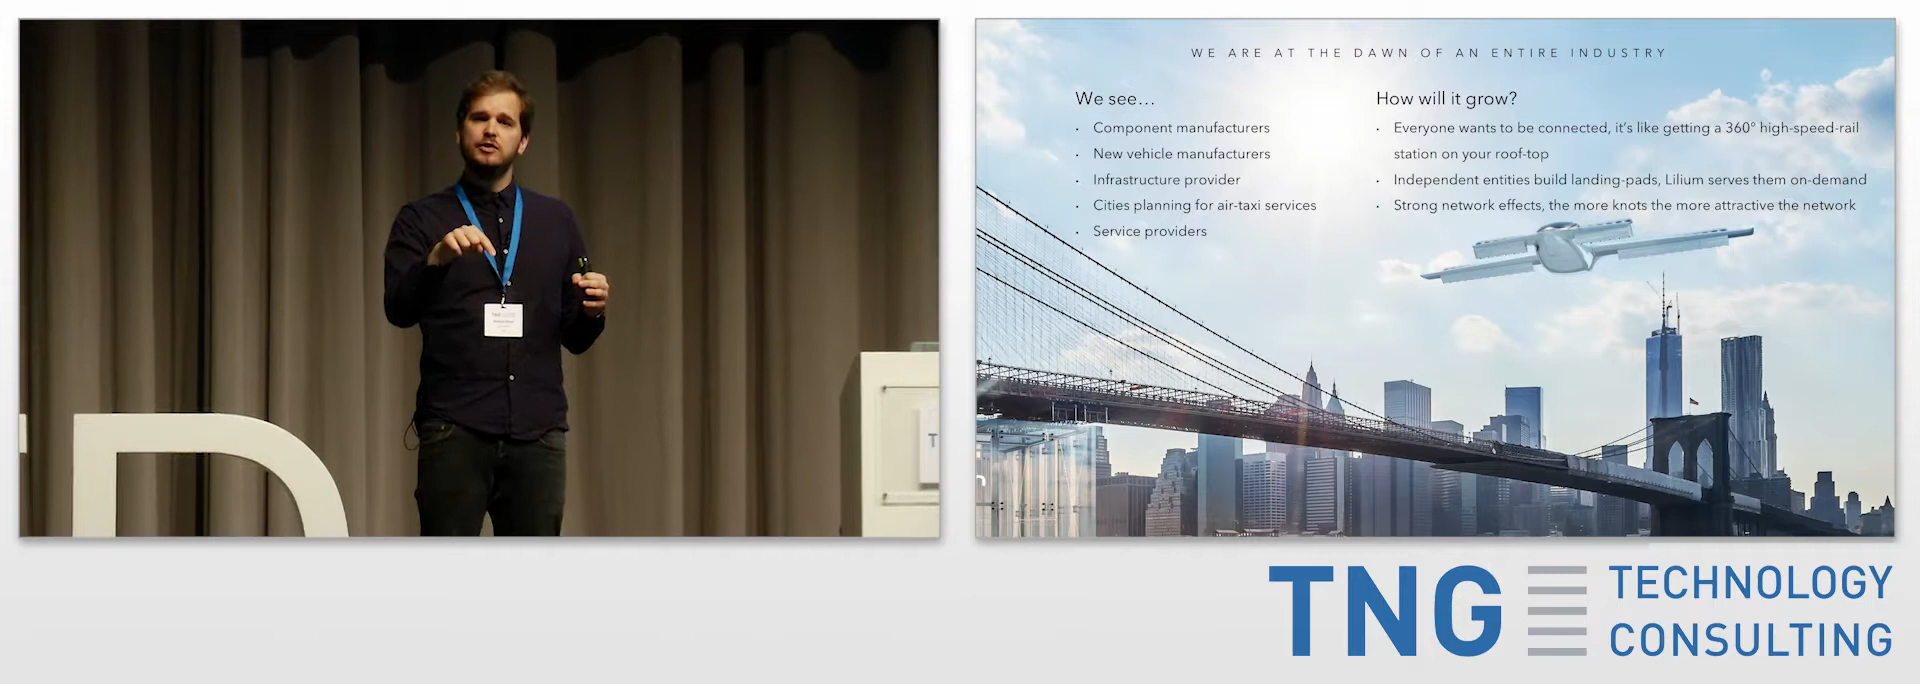 WE ARE AT THE DAWN OF AN ENTIRE INDUSTRY
We see...
· Component manufacturers
· New vehicle manufacturers
· Infrastructure provider
· Cities planning for air-taxi services
· Service providers
How will it grow?
· Everyone wants to be connected, it's like getting a 360° high-speed-rail
station on your roof-top
· Independent entities build landing-pads, Lilium serves them on-demand
· Strong network effects, the more knots the more attractive the network
TNG TECHNOLOGY
CONSULTING